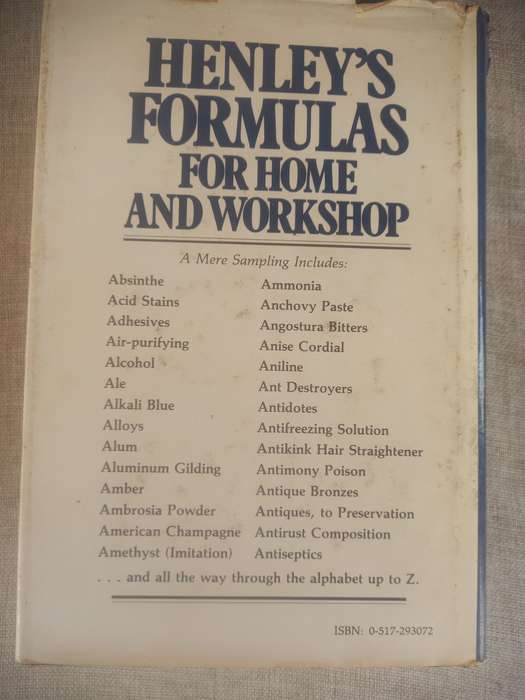 HENLEY'S
FORMULAS
FOR HOME
AND WORKSHOP
A Mere Sampling Includes:
Absinthe
Acid Stains
Adhesives
Air-purifying
Alcohol
Ale
Alkali Blue
Alloys
Alum
Aluminum Gilding
Amber
Ambrosia Powder
American Champagne
Amethyst (Imitation)
Ammonia
Anchovy Paste
Angostura Bitters
Anise Cordial
Aniline
Ant Destroyers
Antidotes
Antifreezing Solution
Antikink Hair Straightener
Antimony Poison
Antique Bronzes
Antiques, to Preservation
Antirust Composition
Antiseptics
. . . and all the way through the alphabet up to Z.
ISBN: 0-517-293072